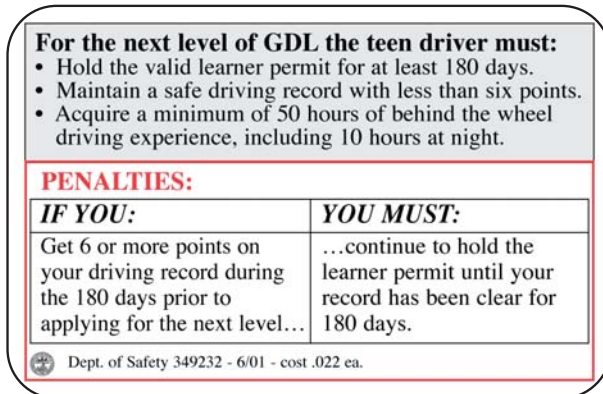 For the next level of GDL the teen driver must:
• Hold the valid learner permit for at least 180 days.
• Maintain a safe driving record with less than six points.
• Acquire a minimum of 50 hours of behind the wheel
driving experience, including 10 hours at night.
PENALTIES:
IF YOU:
YOU MUST:
Get 6 or more points on
your driving record during
the 180 days prior to
applying for the next level…
…continue to hold the
learner permit until your
record has been clear for
180 days.
Dept. of Safety 349232 - 6/01 - cost .022 ea.